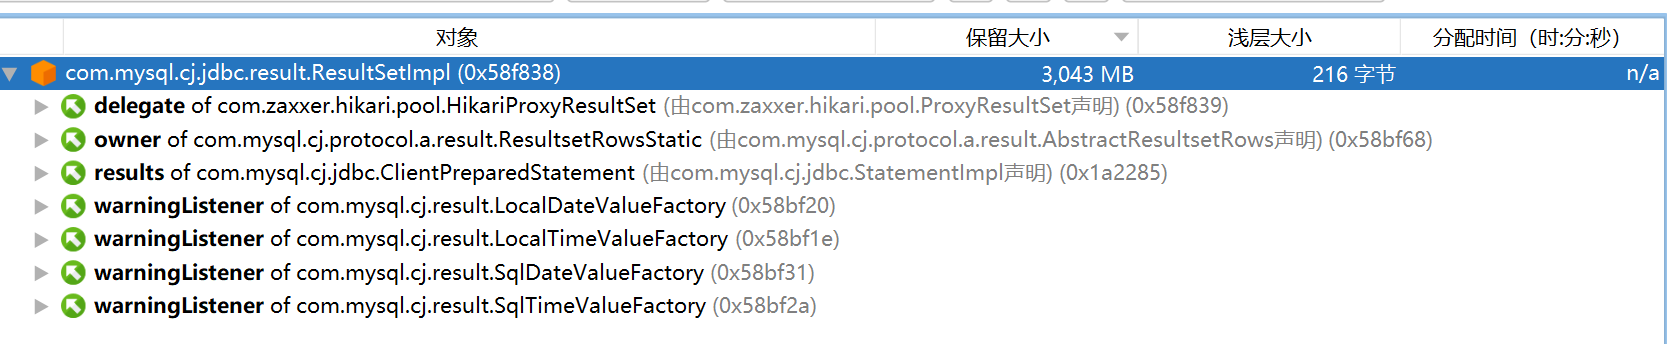 对象 保留大小 浅层大小 分配时间（时:分:秒）
com.mysql.cj.jdbc.result.ResultSetImpl (0x58f838) 3,043 MB 216 字节 n/a
delegate of com.zaxxer.hikari.pool.HikariProxyResultSet (由com.zaxxer.hikari.pool.ProxyResultSet声明) (0x58f839)
owner of com.mysql.cj.protocol.a.result.ResultsetRowsStatic (由com.mysql.cj.protocol.a.result.AbstractResultsetRows声明) (0x58bf68)
results of com.mysql.cj.jdbc.ClientPreparedStatement (由com.mysql.cj.jdbc.StatementImpl声明) (0x1a2285)
warningListener of com.mysql.cj.result.LocalDateValueFactory (0x58bf20)
warningListener of com.mysql.cj.result.LocalTimeValueFactory (0x58bf1e)
warningListener of com.mysql.cj.result.SqlDateValueFactory (0x58bf31)
warningListener of com.mysql.cj.result.SqlTimeValueFactory (0x58bf2a)